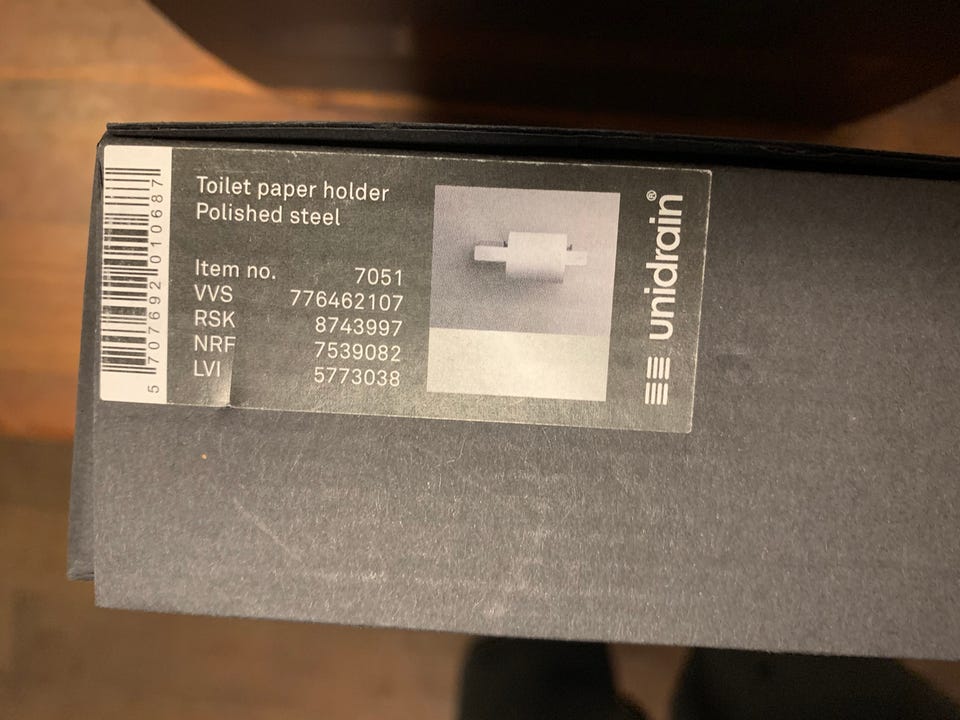 5 707692 010687
Toilet paper holder
Polished steel
Item no. 7051
VVS 776462107
RSK 8743997
NRF 7539082
LVI 5773038
unidrain®